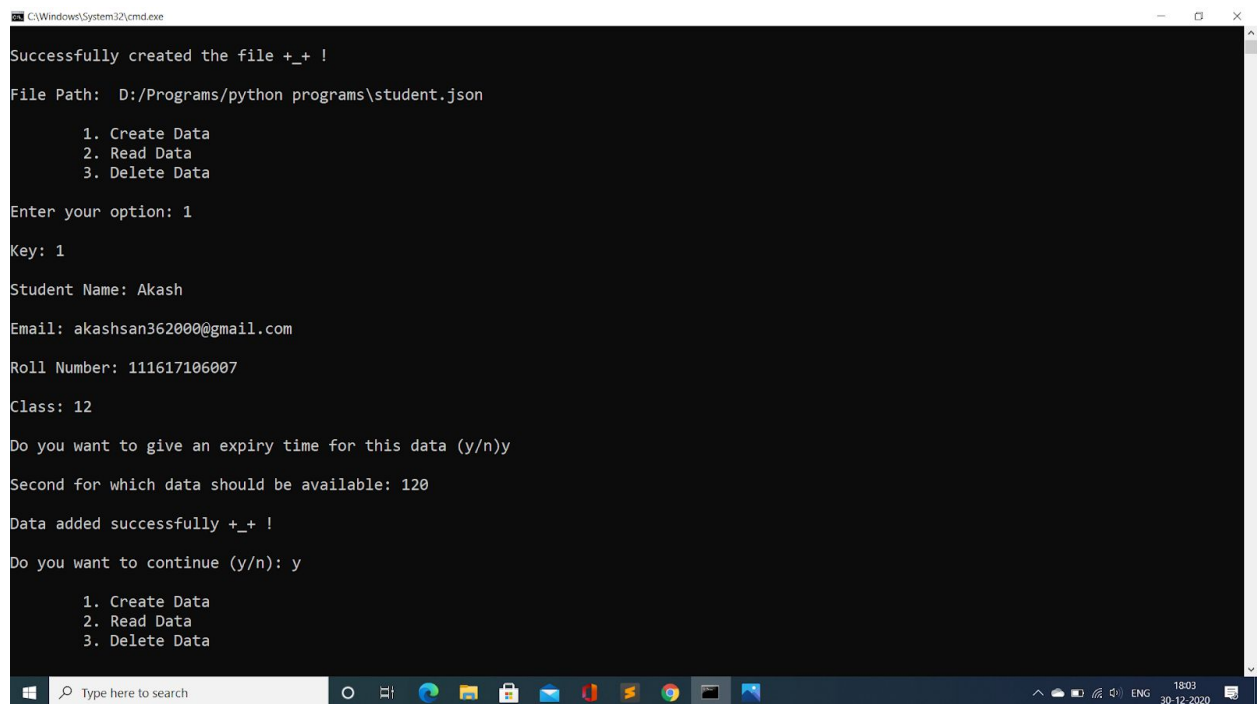 C:\Windows\System32\cmd.exe
Successfully created the file +_+ !
File Path:  D:/Programs/python programs\student.json
1. Create Data
2. Read Data
3. Delete Data
Enter your option: 1
Key: 1
Student Name: Akash
Email: akashsan362000@gmail.com
Roll Number: 111617106007
Class: 12
Do you want to give an expiry time for this data (y/n)y
Second for which data should be available: 120
Data added successfully +_+ !
Do you want to continue (y/n): y
1. Create Data
2. Read Data
3. Delete Data
Type here to search
ENG
18:03
30-12-2020